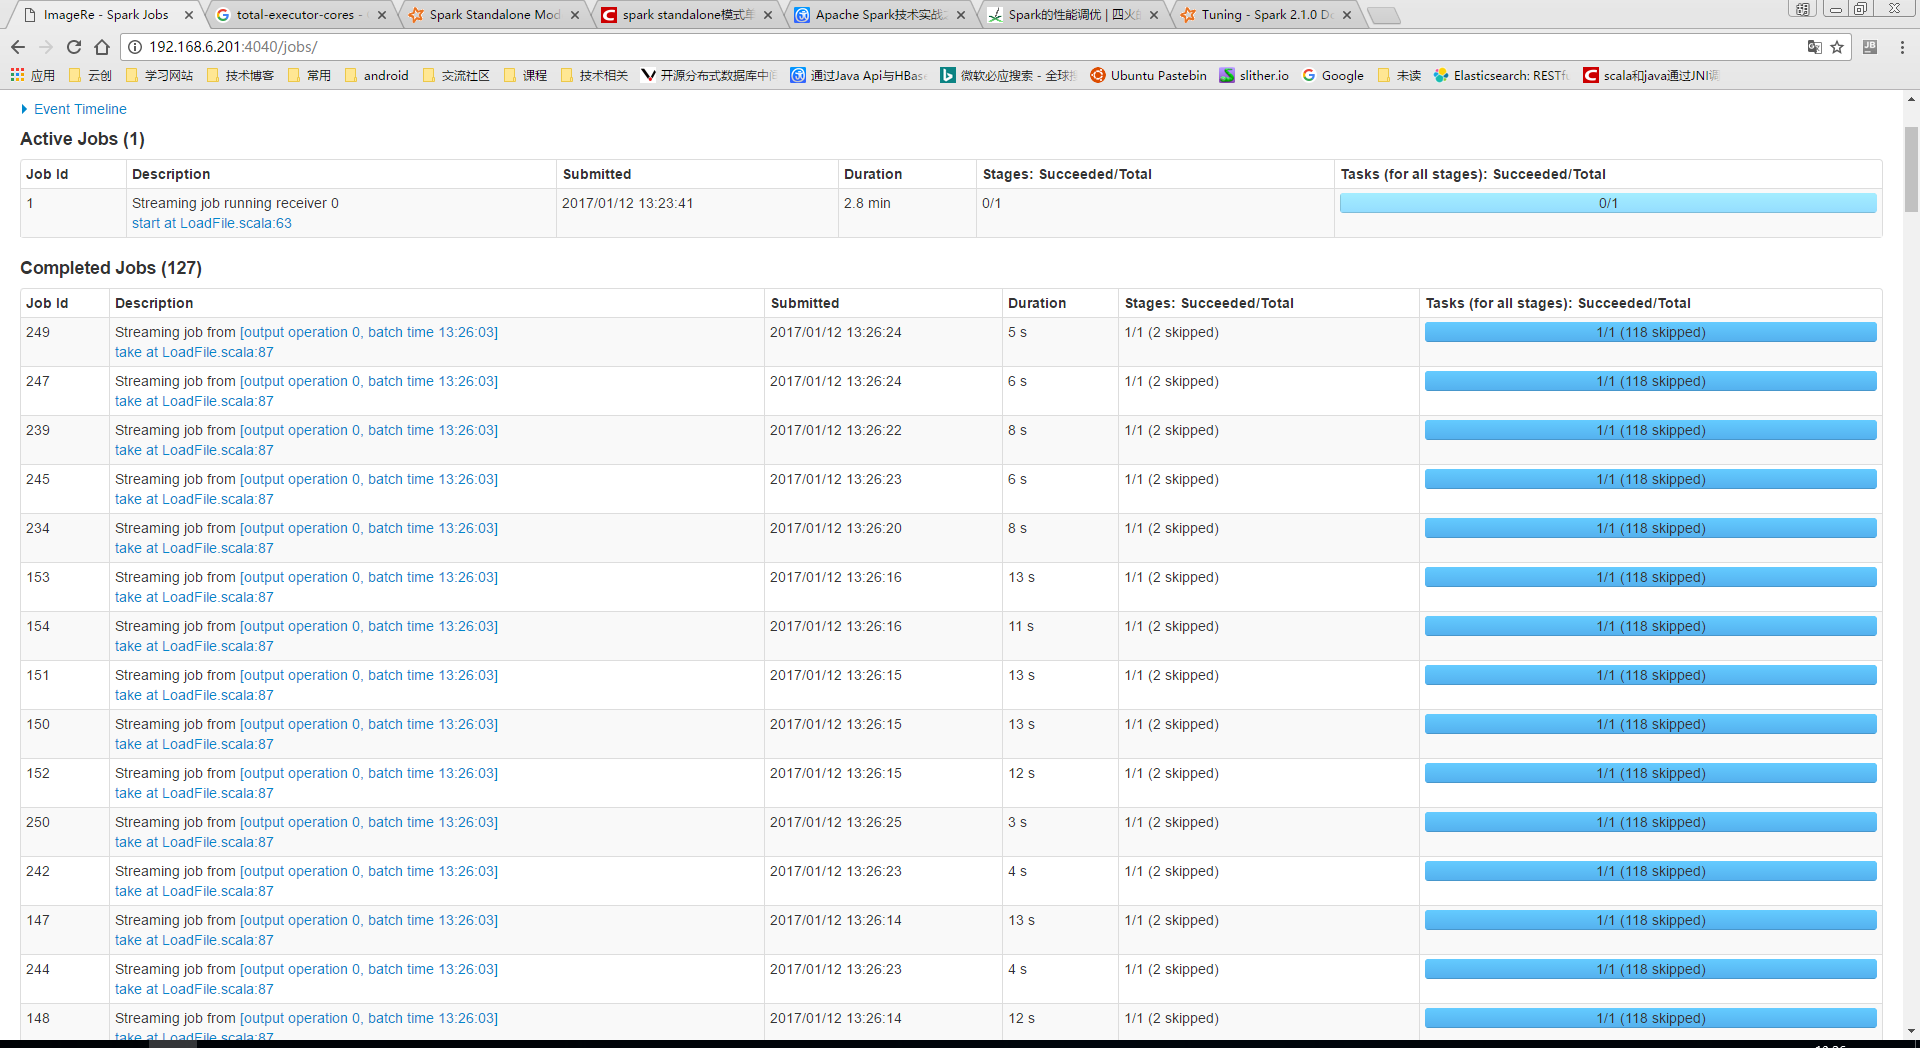 ImageRe - Spark Jobs
total-executor-cores -
Spark Standalone Mod
spark standalone模式单
Apache Spark技术实战之
Spark的性能调优 | 四火的
Tuning - Spark 2.1.0 Do
192.168.6.201:4040/jobs/
应用 云创 学习网站 技术博客 常用 android 交流社区 课程 技术相关 开源分布式数据库中间 通过Java Api与HBase 微软必应搜索 - 全球搜 Ubuntu Pastebin slither.io Google 未读 Elasticsearch: RESTfu scala和java通过JNI调
Event Timeline
Active Jobs (1)
Job Id Description Submitted Duration Stages: Succeeded/Total Tasks (for all stages): Succeeded/Total
1 Streaming job running receiver 0 2017/01/12 13:23:41 2.8 min 0/1 0/1
start at LoadFile.scala:63
Completed Jobs (127)
Job Id Description Submitted Duration Stages: Succeeded/Total Tasks (for all stages): Succeeded/Total
249 Streaming job from [output operation 0, batch time 13:26:03] 2017/01/12 13:26:24 5 s 1/1 (2 skipped) 1/1 (118 skipped)
take at LoadFile.scala:87
247 Streaming job from [output operation 0, batch time 13:26:03] 2017/01/12 13:26:24 6 s 1/1 (2 skipped) 1/1 (118 skipped)
take at LoadFile.scala:87
239 Streaming job from [output operation 0, batch time 13:26:03] 2017/01/12 13:26:22 8 s 1/1 (2 skipped) 1/1 (118 skipped)
take at LoadFile.scala:87
245 Streaming job from [output operation 0, batch time 13:26:03] 2017/01/12 13:26:23 6 s 1/1 (2 skipped) 1/1 (118 skipped)
take at LoadFile.scala:87
234 Streaming job from [output operation 0, batch time 13:26:03] 2017/01/12 13:26:20 8 s 1/1 (2 skipped) 1/1 (118 skipped)
take at LoadFile.scala:87
153 Streaming job from [output operation 0, batch time 13:26:03] 2017/01/12 13:26:16 13 s 1/1 (2 skipped) 1/1 (118 skipped)
take at LoadFile.scala:87
154 Streaming job from [output operation 0, batch time 13:26:03] 2017/01/12 13:26:16 11 s 1/1 (2 skipped) 1/1 (118 skipped)
take at LoadFile.scala:87
151 Streaming job from [output operation 0, batch time 13:26:03] 2017/01/12 13:26:15 13 s 1/1 (2 skipped) 1/1 (118 skipped)
take at LoadFile.scala:87
150 Streaming job from [output operation 0, batch time 13:26:03] 2017/01/12 13:26:15 13 s 1/1 (2 skipped) 1/1 (118 skipped)
take at LoadFile.scala:87
152 Streaming job from [output operation 0, batch time 13:26:03] 2017/01/12 13:26:15 12 s 1/1 (2 skipped) 1/1 (118 skipped)
take at LoadFile.scala:87
250 Streaming job from [output operation 0, batch time 13:26:03] 2017/01/12 13:26:25 3 s 1/1 (2 skipped) 1/1 (118 skipped)
take at LoadFile.scala:87
242 Streaming job from [output operation 0, batch time 13:26:03] 2017/01/12 13:26:23 4 s 1/1 (2 skipped) 1/1 (118 skipped)
take at LoadFile.scala:87
147 Streaming job from [output operation 0, batch time 13:26:03] 2017/01/12 13:26:14 13 s 1/1 (2 skipped) 1/1 (118 skipped)
take at LoadFile.scala:87
244 Streaming job from [output operation 0, batch time 13:26:03] 2017/01/12 13:26:23 4 s 1/1 (2 skipped) 1/1 (118 skipped)
take at LoadFile.scala:87
148 Streaming job from [output operation 0, batch time 13:26:03] 2017/01/12 13:26:14 12 s 1/1 (2 skipped) 1/1 (118 skipped)
take at LoadFile.scala:87